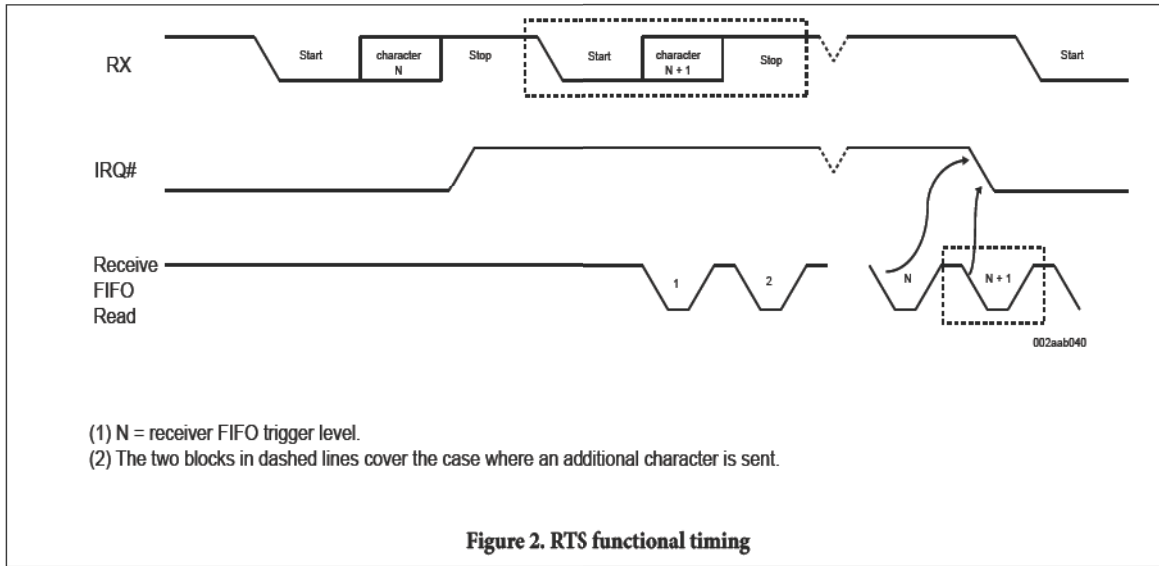 RX
Start
character
N
Stop
Start
character
N + 1
Stop
Start
IRQ#
Receive
FIFO
Read
1
2
N
N + 1
002aab040
(1) N = receiver FIFO trigger level.
(2) The two blocks in dashed lines cover the case where an additional character is sent.
Figure 2. RTS functional timing